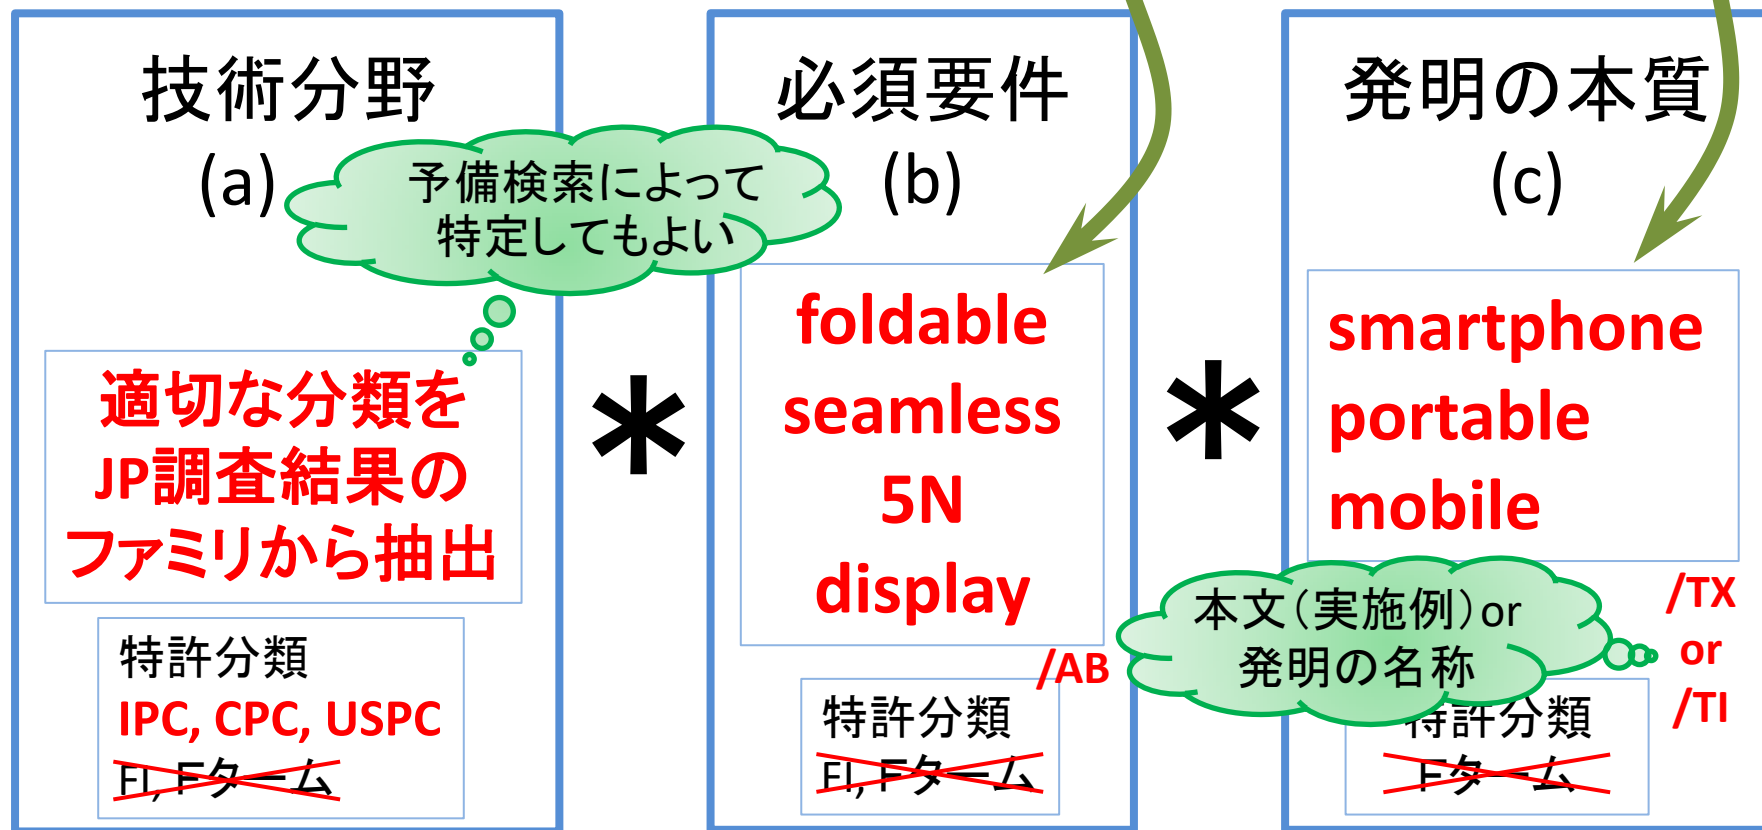 技術分野
(a)
予備検索によって
特定してもよい
適切な分類を
JP調査結果の
ファミリから抽出
特許分類
IPC, CPC, USPC
FI, Fターム
*
必須要件
(b)
foldable
seamless
5N
display
/AB
特許分類
FI, Fターム
*
発明の本質
(c)
smartphone
portable
mobile
/TX
or
/TI
本文（実施例）or
発明の名称
特許分類
Fターム